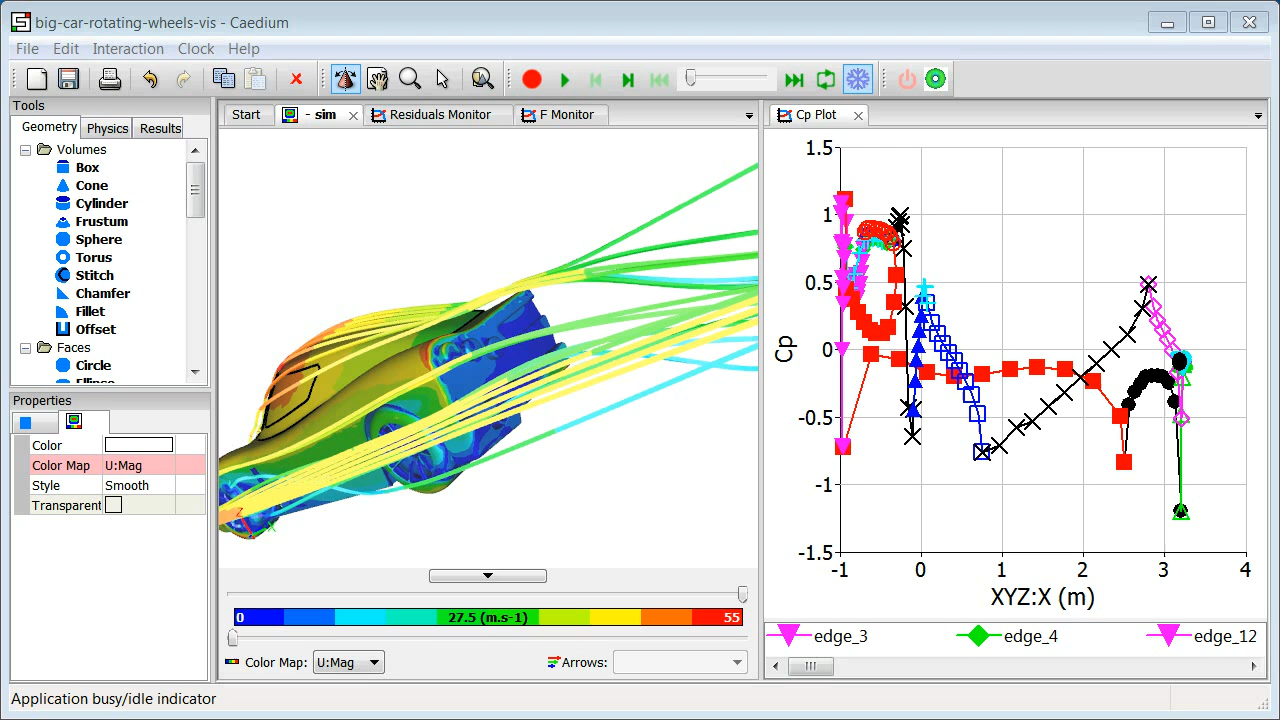 big-car-rotating-wheels-vis - Caedium
File Edit Interaction Clock Help
Tools
Geometry Physics Results
Volumes
Box
Cone
Cylinder
Frustum
Sphere
Torus
Stitch
Chamfer
Fillet
Offset
Faces
Circle
Ellipse
Properties
Color
Color Map U:Mag
Style Smooth
Transparent
Start - sim Residuals Monitor F Monitor
0 27.5 (m.s-1) 55
Color Map: U:Mag Arrows:
Cp Plot
1.5
1
0.5
0
-0.5
-1
-1.5
Cp
-1 0 1 2 3 4
XYZ:X (m)
edge_3 edge_4 edge_12
Application busy/idle indicator